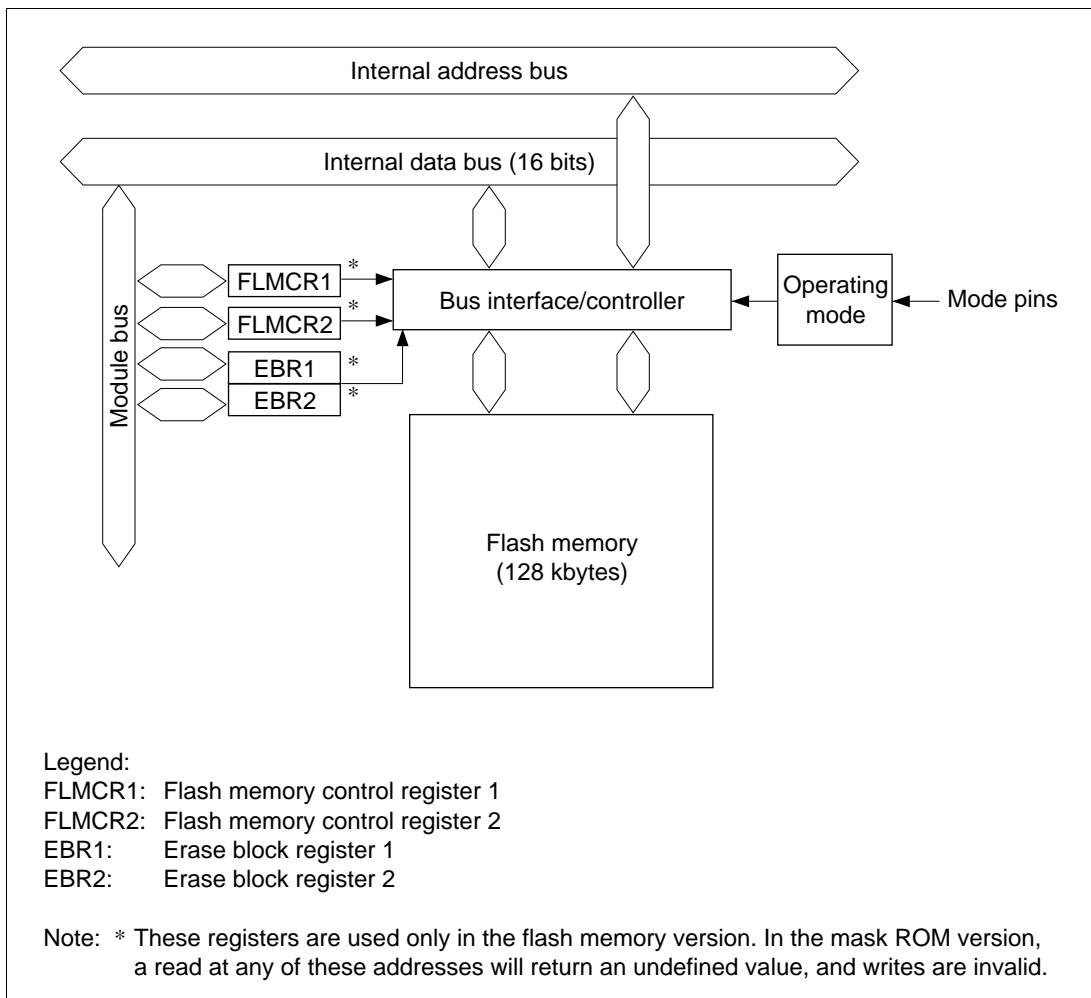 Internal address bus
Internal data bus (16 bits)
Module bus
FLMCR1
*
FLMCR2
*
EBR1
*
EBR2
*
Bus interface/controller
Operating
mode
Mode pins
Flash memory
(128 kbytes)
Legend:
FLMCR1: Flash memory control register 1
FLMCR2: Flash memory control register 2
EBR1: Erase block register 1
EBR2: Erase block register 2
Note: * These registers are used only in the flash memory version. In the mask ROM version,
a read at any of these addresses will return an undefined value, and writes are invalid.